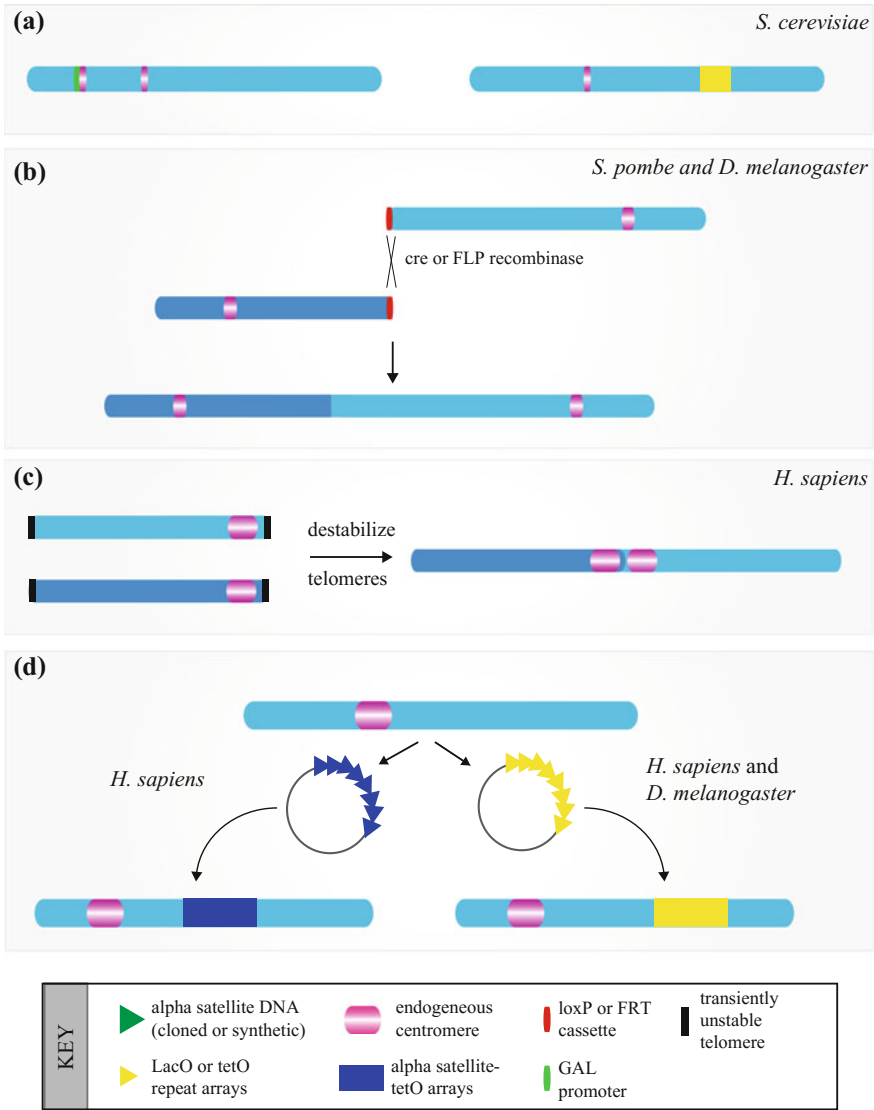 (a)
S. cerevisiae
(b)
S. pombe and D. melanogaster
cre or FLP recombinase
(c)
H. sapiens
destabilize
telomeres
(d)
H. sapiens
H. sapiens and
D. melanogaster
KEY
alpha satellite DNA
(cloned or synthetic)
endogeneous
centromere
loxP or FRT
cassette
transiently
unstable
telomere
LacO or tetO
repeat arrays
alpha satellite-
tetO arrays
GAL
promoter